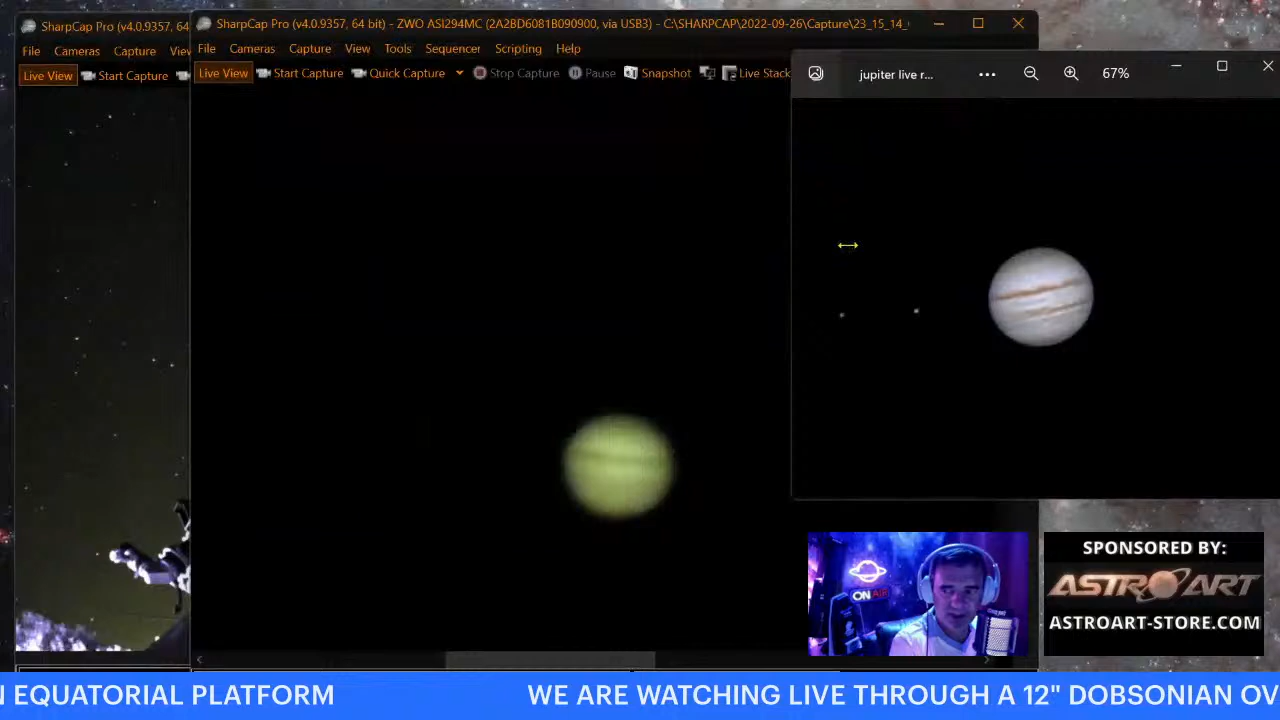 SharpCap Pro (v4.0.9357, 64 bit)
File Cameras Capture
Live View Start Capture
SharpCap Pro (v4.0.9357, 64 bit) - ZWO ASI294MC (2A2BD6081B090900, via USB3) - C:\SHARPCAP\2022-09-26\Capture\23_15_14_
File Cameras Capture View Tools Sequencer Scripting Help
Live View Start Capture Quick Capture Stop Capture Pause Snapshot Live Stack
jupiter live r... ... 67%
ON AIR
SPONSORED BY:
ASTROART
ASTROART-STORE.COM
N EQUATORIAL PLATFORM WE ARE WATCHING LIVE THROUGH A 12" DOBSONIAN OV